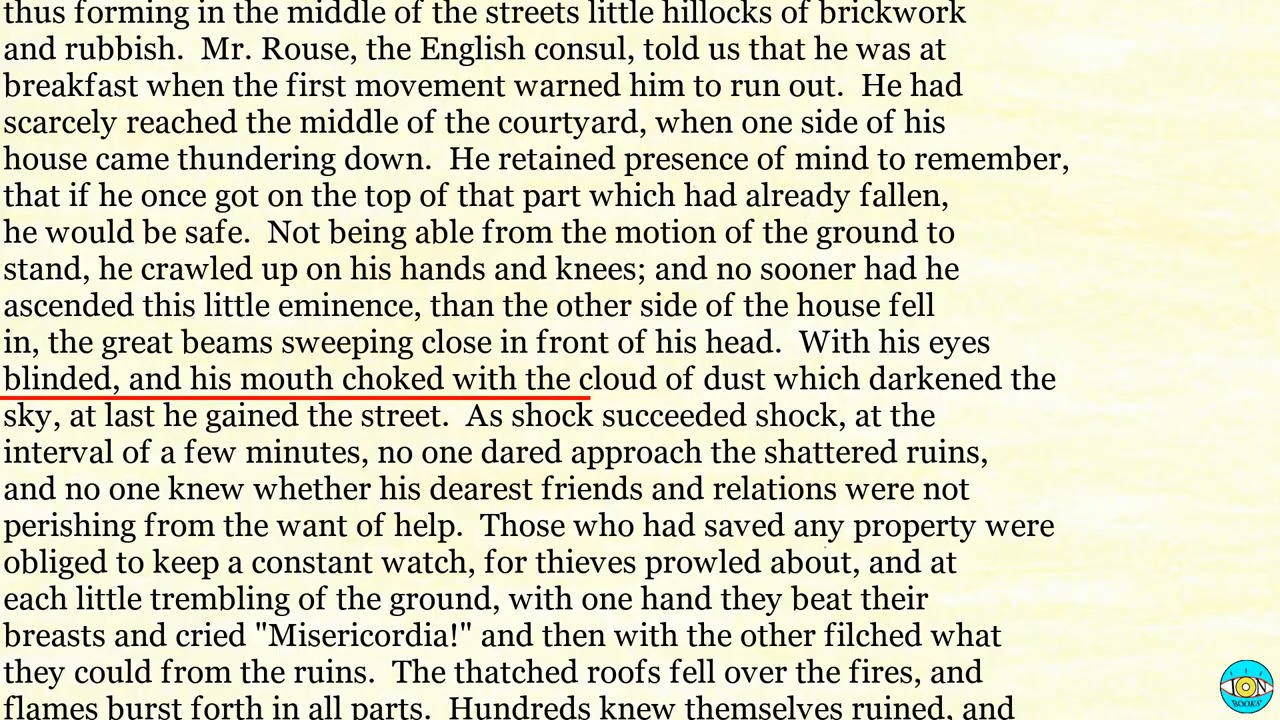 thus forming in the middle of the streets little hillocks of brickwork
and rubbish.  Mr. Rouse, the English consul, told us that he was at
breakfast when the first movement warned him to run out.  He had
scarcely reached the middle of the courtyard, when one side of his
house came thundering down.  He retained presence of mind to remember,
that if he once got on the top of that part which had already fallen,
he would be safe.  Not being able from the motion of the ground to
stand, he crawled up on his hands and knees; and no sooner had he
ascended this little eminence, than the other side of the house fell
in, the great beams sweeping close in front of his head.  With his eyes
blinded, and his mouth choked with the cloud of dust which darkened the
sky, at last he gained the street.  As shock succeeded shock, at the
interval of a few minutes, no one dared approach the shattered ruins,
and no one knew whether his dearest friends and relations were not
perishing from the want of help.  Those who had saved any property were
obliged to keep a constant watch, for thieves prowled about, and at
each little trembling of the ground, with one hand they beat their
breasts and cried "Misericordia!" and then with the other filched what
they could from the ruins.  The thatched roofs fell over the fires, and
flames burst forth in all parts.  Hundreds knew themselves ruined, and
ION
BOOKS